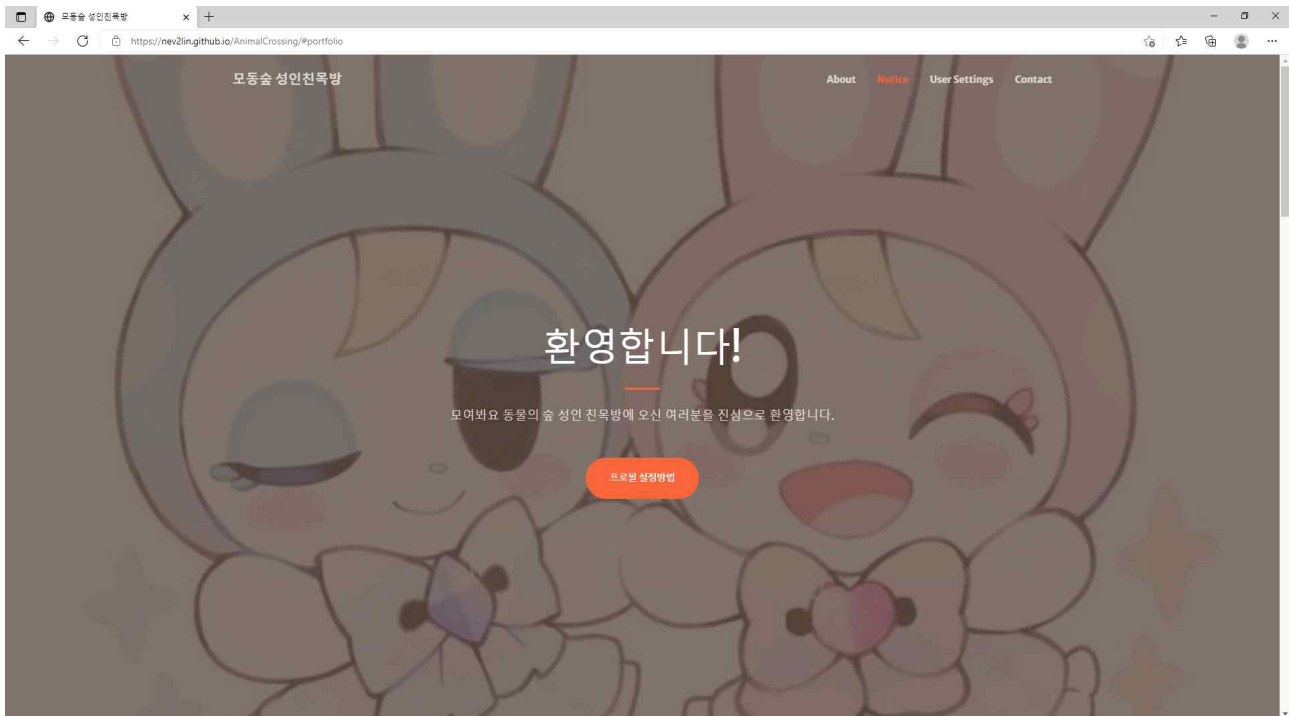 모동숲 성인친목방
https://nev2lin.github.io/AnimalCrossing/#portfolio
모동숲 성인친목방
About Notice User Settings Contact
환영합니다!
모여봐요 동물의 숲 성인 친목방에 오신 여러분을 진심으로 환영합니다.
프로필 설정방법